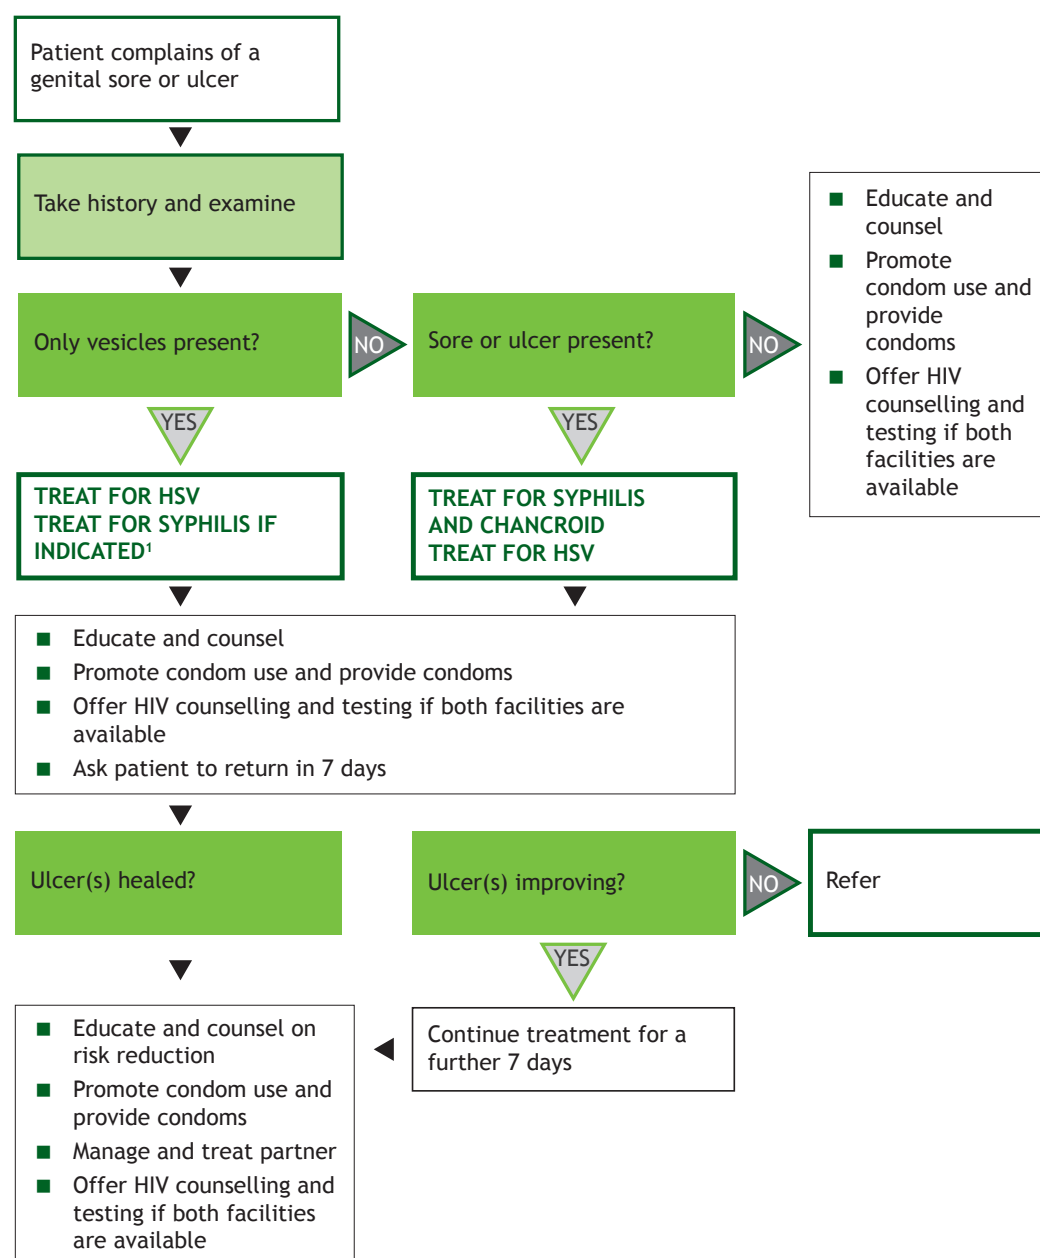 Patient complains of a
genital sore or ulcer
Take history and examine
Only vesicles present?
NO
Sore or ulcer present?
NO
■ Educate and
counsel
■ Promote
condom use and
provide
condoms
■ Offer HIV
counselling and
testing if both
facilities are
available
YES
YES
TREAT FOR HSV
TREAT FOR SYPHILIS IF
INDICATED¹
TREAT FOR SYPHILIS
AND CHANCROID
TREAT FOR HSV
■ Educate and counsel
■ Promote condom use and provide condoms
■ Offer HIV counselling and testing if both facilities are
available
■ Ask patient to return in 7 days
Ulcer(s) healed?
Ulcer(s) improving?
NO
Refer
YES
■ Educate and counsel on
risk reduction
■ Promote condom use and
provide condoms
■ Manage and treat partner
■ Offer HIV counselling and
testing if both facilities
are available
Continue treatment for a
further 7 days